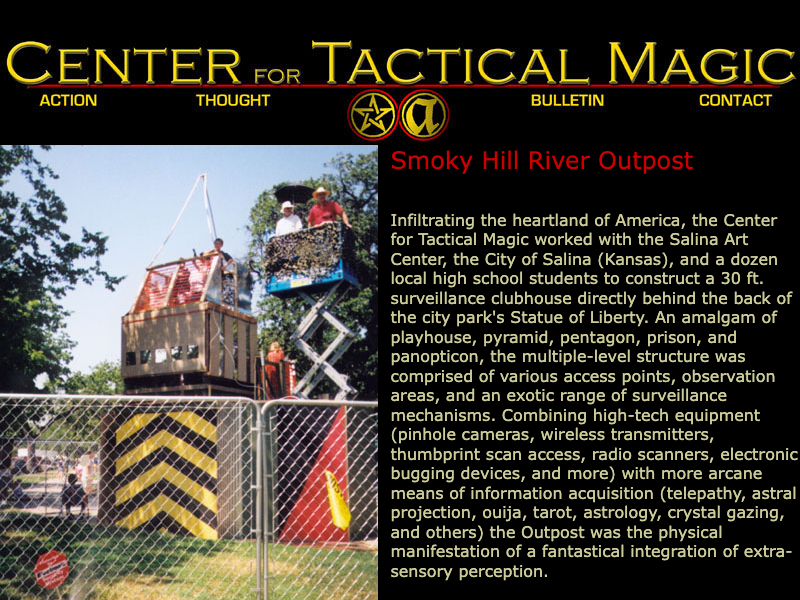 CENTER FOR TACTICAL MAGIC
ACTION THOUGHT BULLETIN CONTACT
a
Smoky Hill River Outpost
Infiltrating the heartland of America, the Center
for Tactical Magic worked with the Salina Art
Center, the City of Salina (Kansas), and a dozen
local high school students to construct a 30 ft.
surveillance clubhouse directly behind the back of
the city park's Statue of Liberty. An amalgam of
playhouse, pyramid, pentagon, prison, and
panopticon, the multiple-level structure was
comprised of various access points, observation
areas, and an exotic range of surveillance
mechanisms. Combining high-tech equipment
(pinhole cameras, wireless transmitters,
thumbprint scan access, radio scanners, electronic
bugging devices, and more) with more arcane
means of information acquisition (telepathy, astral
projection, ouija, tarot, astrology, crystal gazing,
and others) the Outpost was the physical
manifestation of a fantastical integration of extra-
sensory perception.